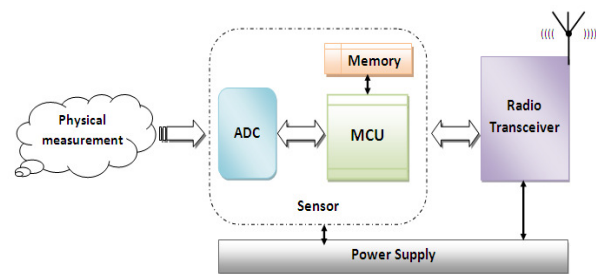 Physical
measurement
ADC
Memory
MCU
Sensor
Radio
Transceiver
Power Supply